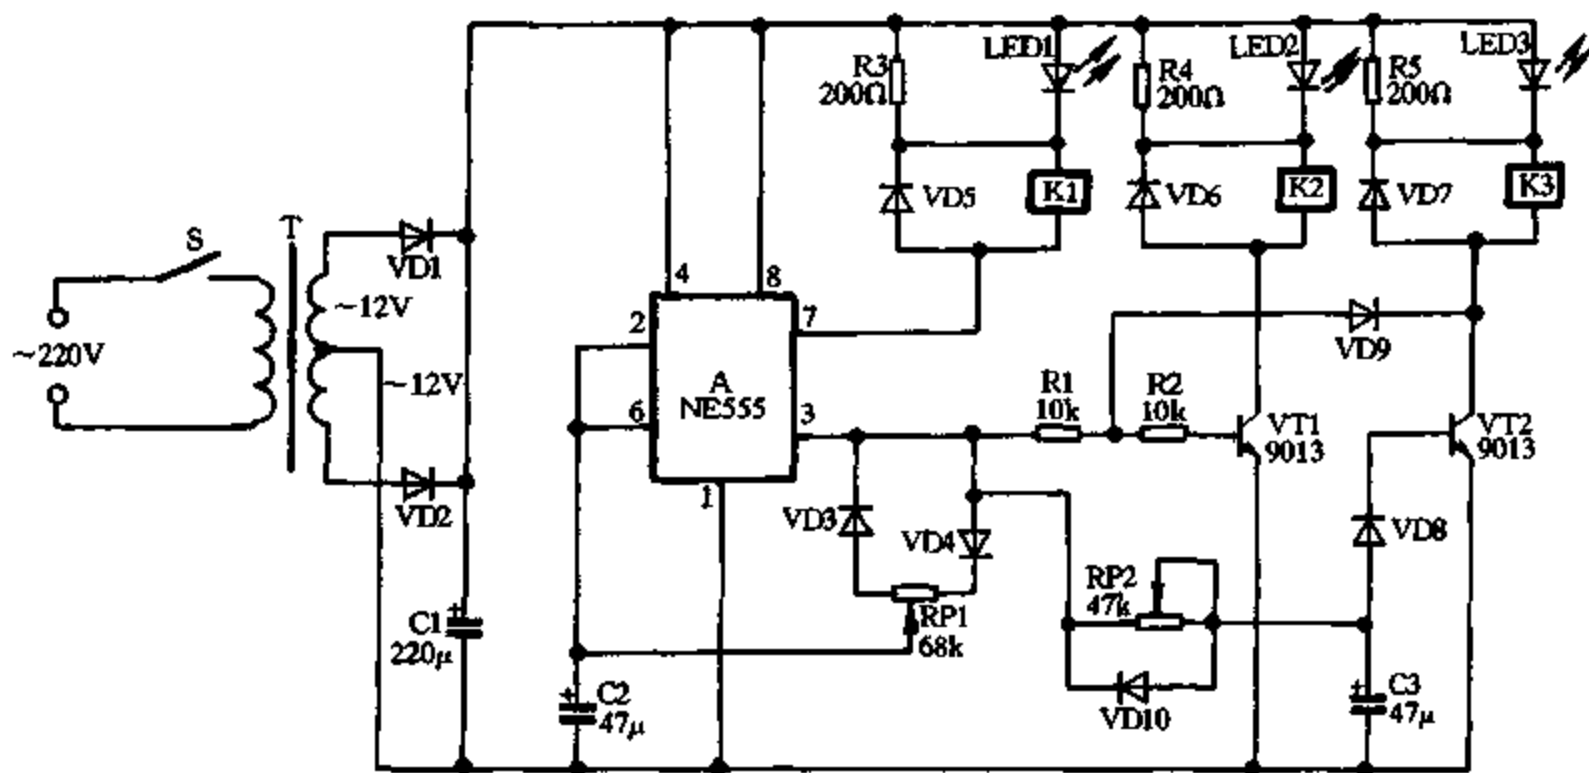 LED1
LED2
LED3
R3
200Ω
R4
200Ω
R5
200Ω
VD5
K1
VD6
K2
VD7
K3
S
T
VD1
~12V
~220V
~12V
VD2
4
8
2
7
A
NE555
6
3
1
VD9
R1
10k
R2
10k
VT1
9013
VT2
9013
VD3
VD4
VD8
RP1
68k
RP2
47k
VD10
C1
220μ
C2
47μ
C3
47μ
+
+
+